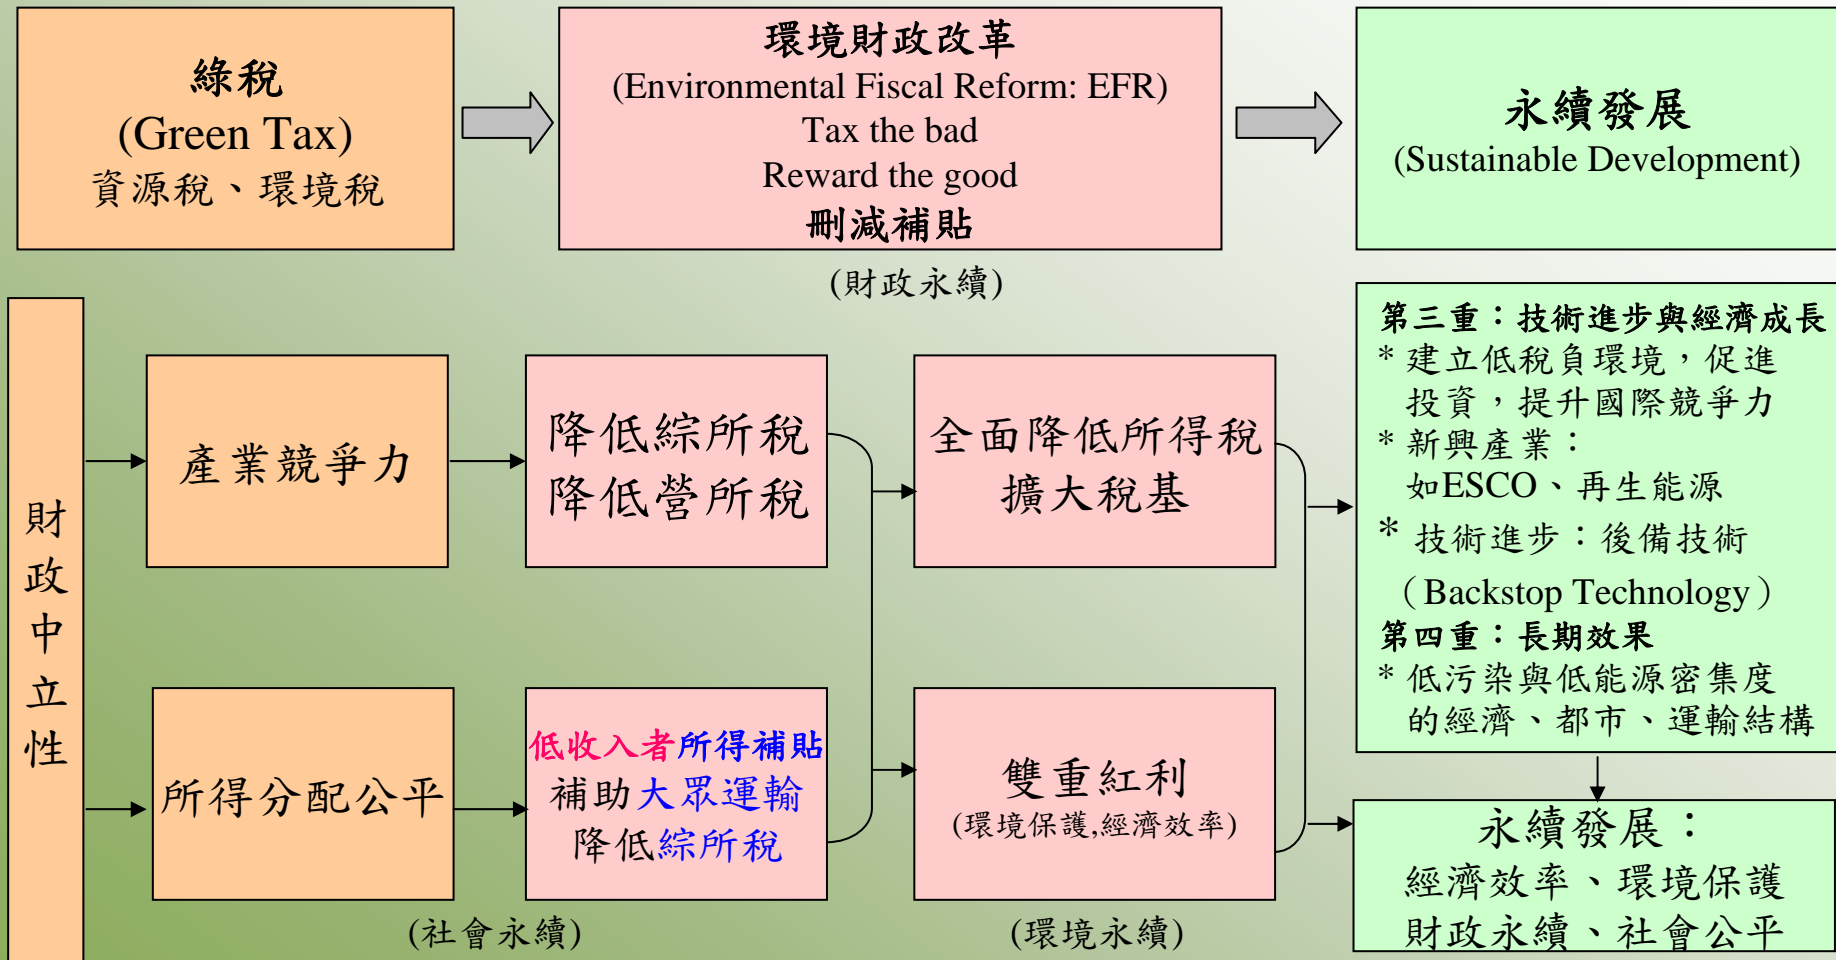 綠稅
(Green Tax)
資源稅、環境稅
環境財政改革
(Environmental Fiscal Reform: EFR)
Tax the bad
Reward the good
刪減補貼
永續發展
(Sustainable Development)
(財政永續)
財政中立性
產業競爭力
降低綜所稅
降低營所稅
全面降低所得稅
擴大稅基
第三重：技術進步與經濟成長
* 建立低稅負環境，促進
投資，提升國際競爭力
* 新興產業：
如ESCO、再生能源
* 技術進步：後備技術
（Backstop Technology）
第四重：長期效果
* 低污染與低能源密集度
的經濟、都市、運輸結構
所得分配公平
低收入者所得補貼
補助大眾運輸
降低綜所稅
雙重紅利
(環境保護,經濟效率)
永續發展：
經濟效率、環境保護
財政永續、社會公平
(社會永續)
(環境永續)